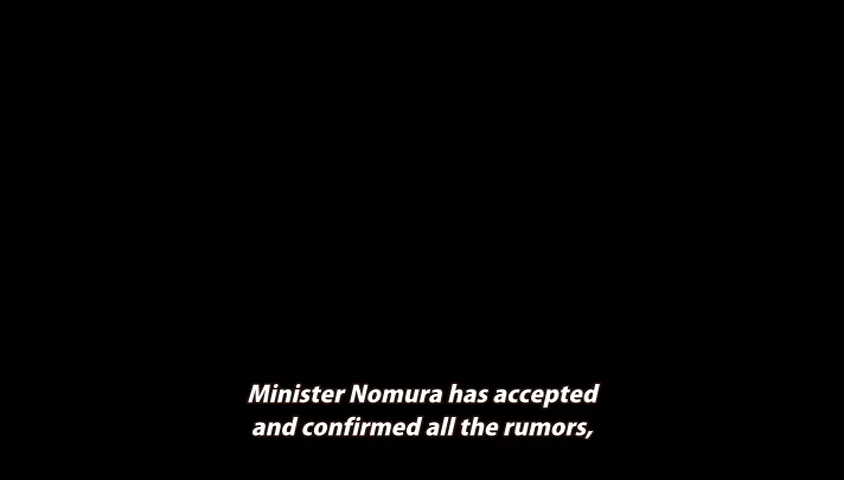 Minister Nomura has accepted
and confirmed all the rumors,